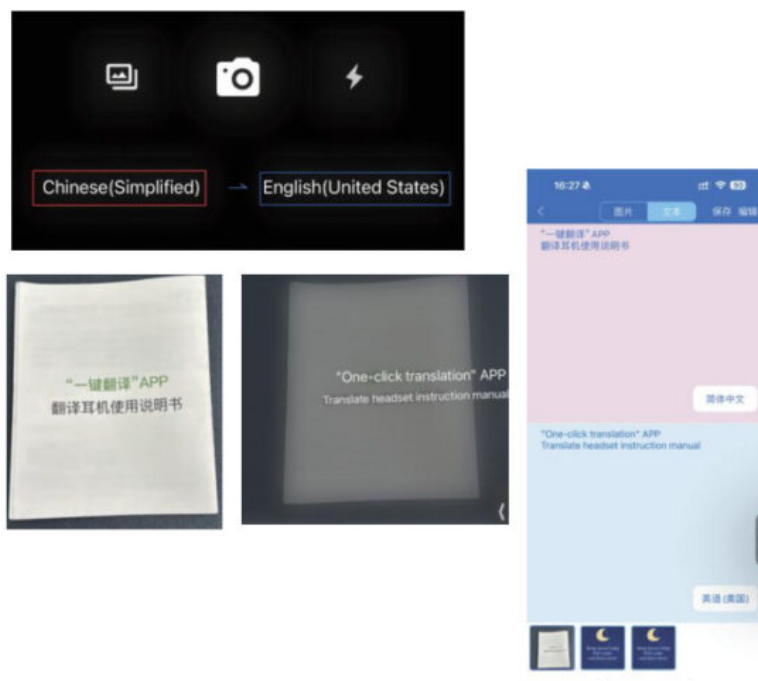 Chinese(Simplified)
English(United States)
"一键翻译"APP
翻译耳机使用说明书
"One-click translation" APP
Translate headset instruction manual
16:27
90
图片
文本
保存
编辑
"一键翻译" APP
翻译耳机使用说明书
简体中文
"One-click translation" APP
Translate headset instruction manual
英语 (美国)